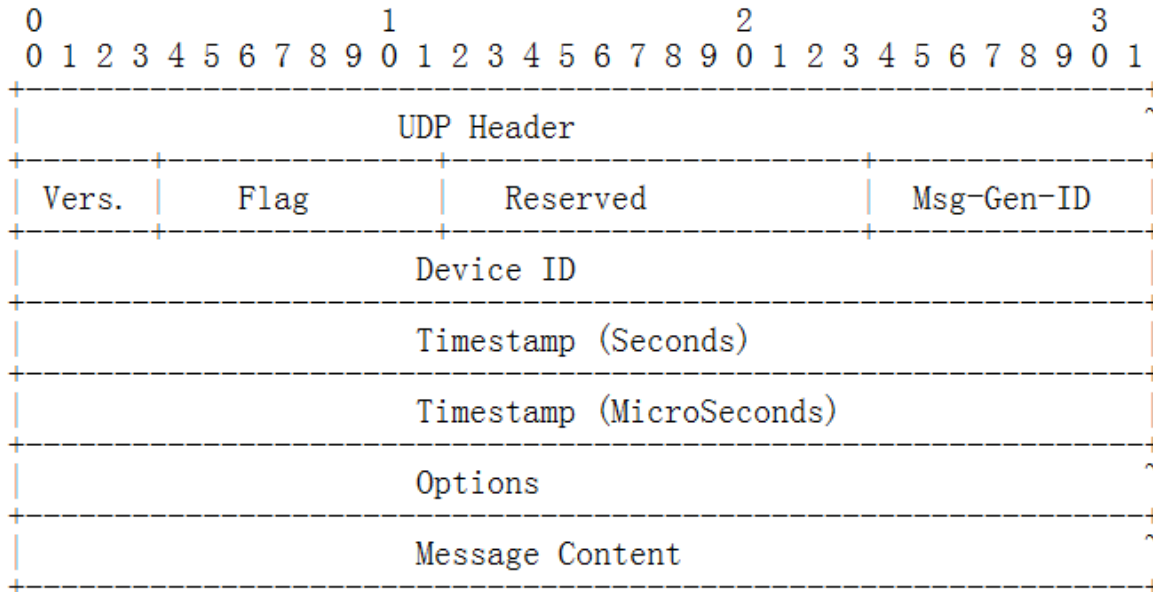 0 1 2 3
0 1 2 3 4 5 6 7 8 9 0 1 2 3 4 5 6 7 8 9 0 1 2 3 4 5 6 7 8 9 0 1
UDP Header ~
Vers. | Flag | Reserved | Msg-Gen-ID |
Device ID
Timestamp (Seconds)
Timestamp (MicroSeconds)
Options ~
Message Content ~